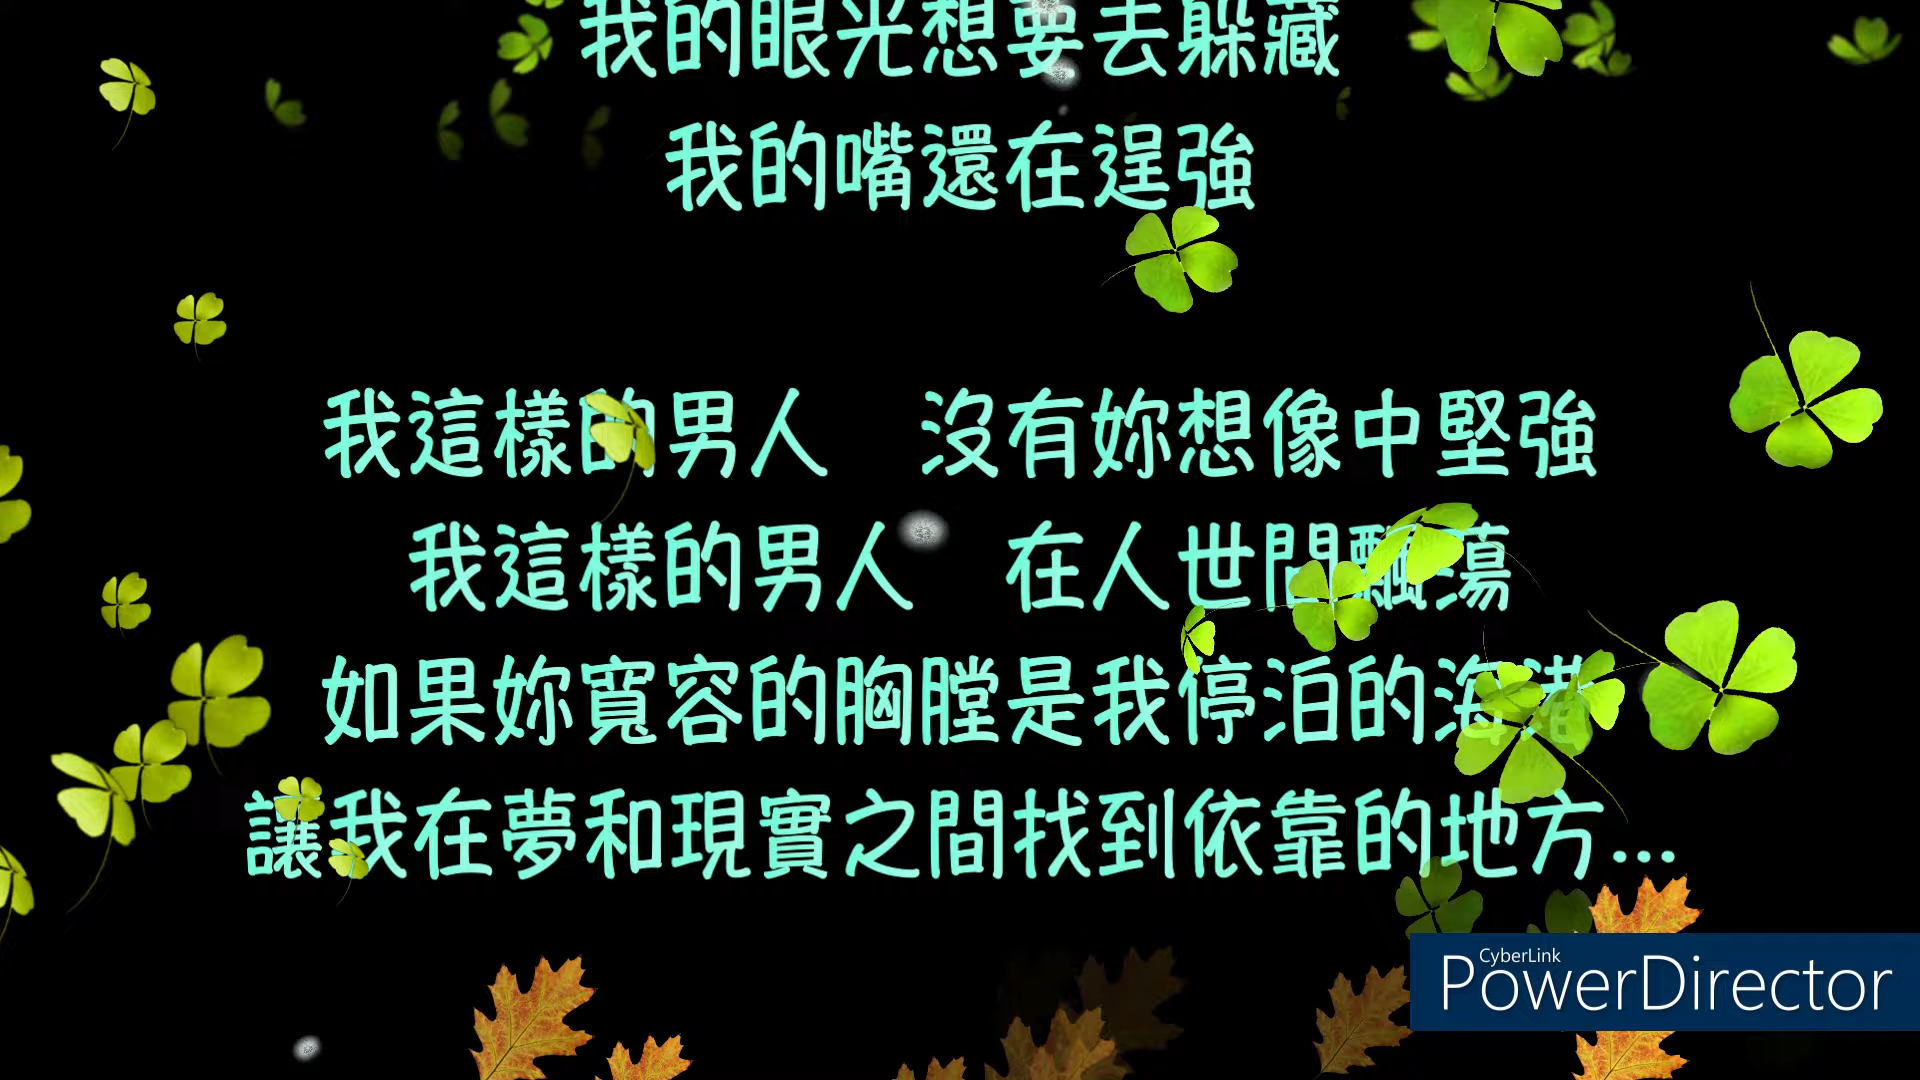 我的眼光想要去躲藏
我的嘴還在逞強
我這樣的男人　沒有妳想像中堅強
我這樣的男人　在人世間飄蕩
如果妳寬容的胸膛是我停泊的海港
讓我在夢和現實之間找到依靠的地方...
CyberLink
PowerDirector